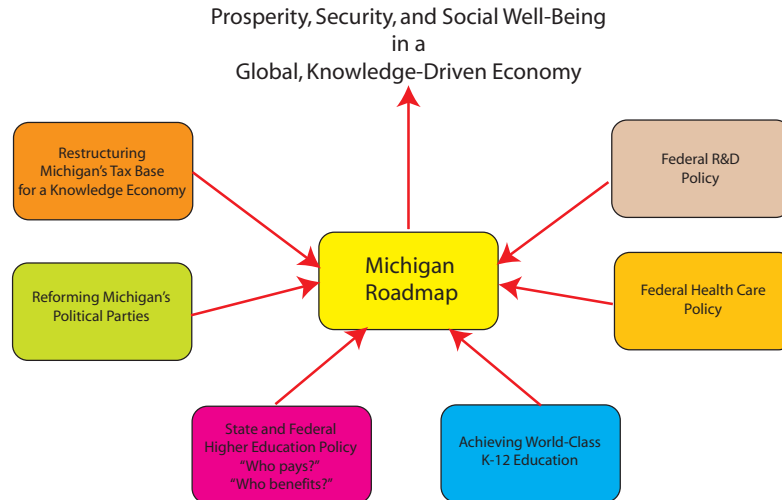 Prosperity, Security, and Social Well-Being
in a
Global, Knowledge-Driven Economy
Restructuring
Michigan's Tax Base
for a Knowledge Economy
Federal R&D
Policy
Michigan
Roadmap
Reforming Michigan's
Political Parties
Federal Health Care
Policy
State and Federal
Higher Education Policy
"Who pays?"
"Who benefits?"
Achieving World-Class
K-12 Education